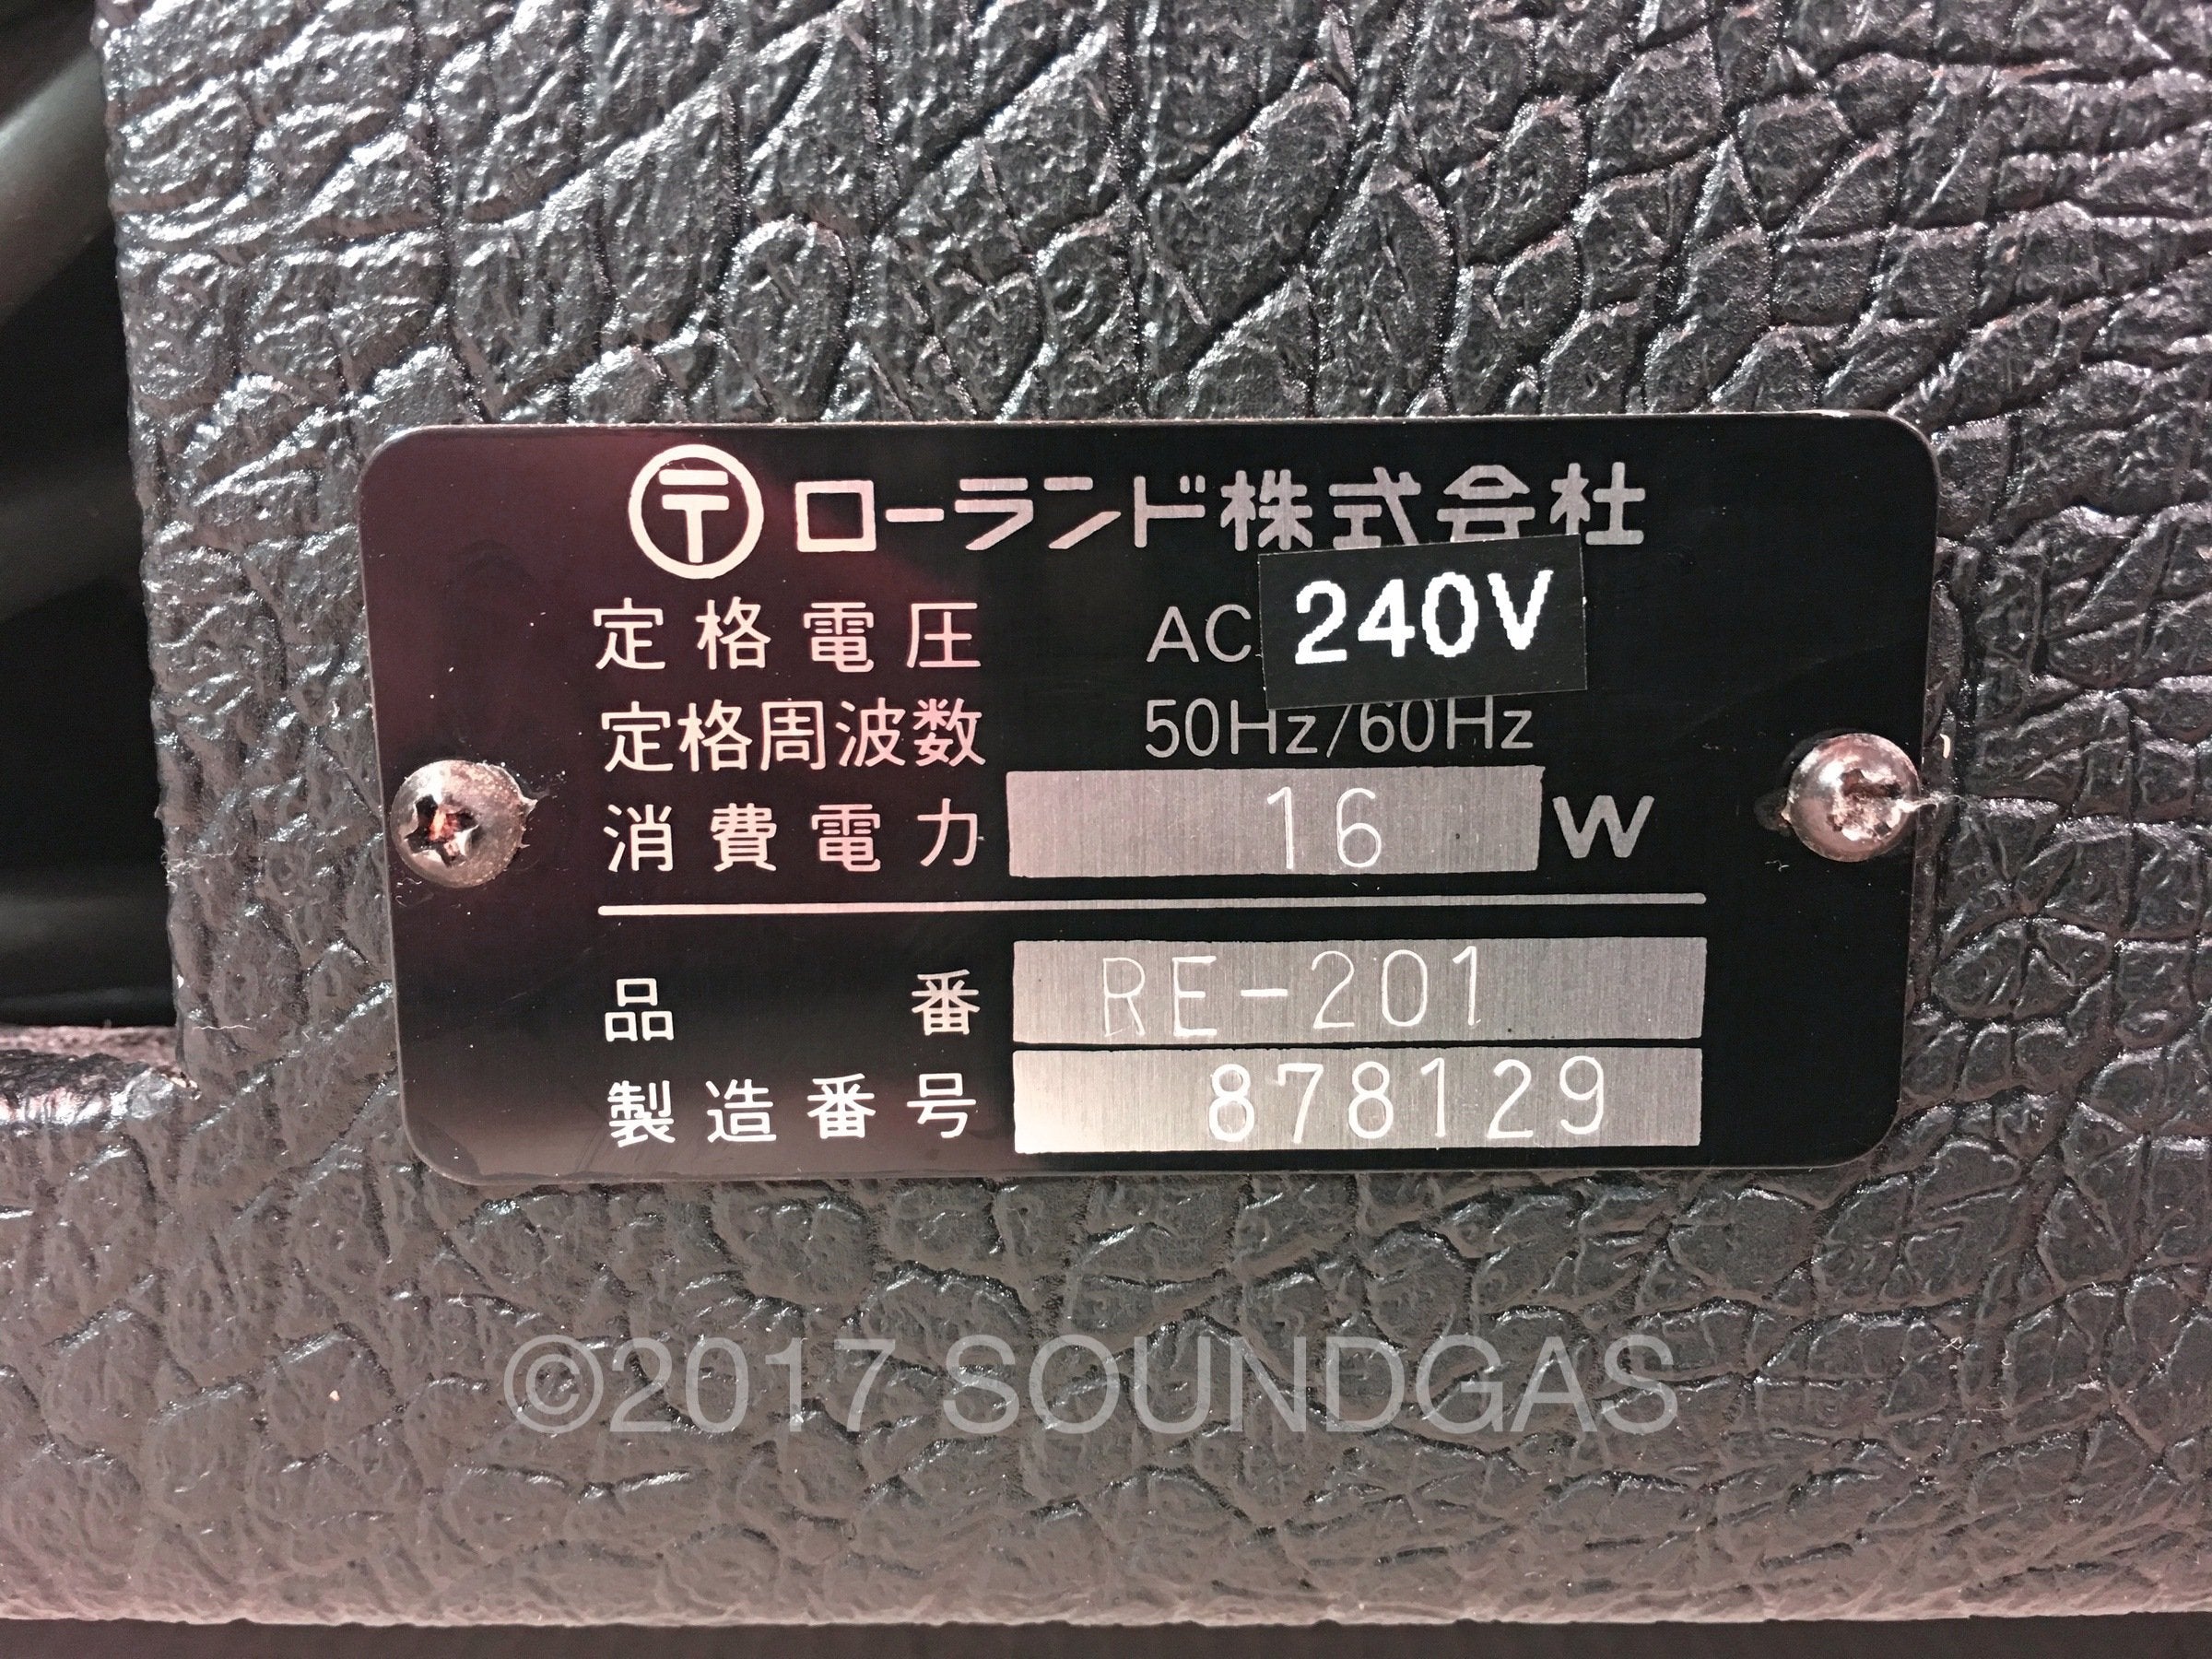 〒 ローランド株式会社
定格電圧 AC 240V
定格周波数 50Hz/60Hz
消費電力 16 W
品番 RE-201
製造番号 878129
©2017 SOUNDGAS